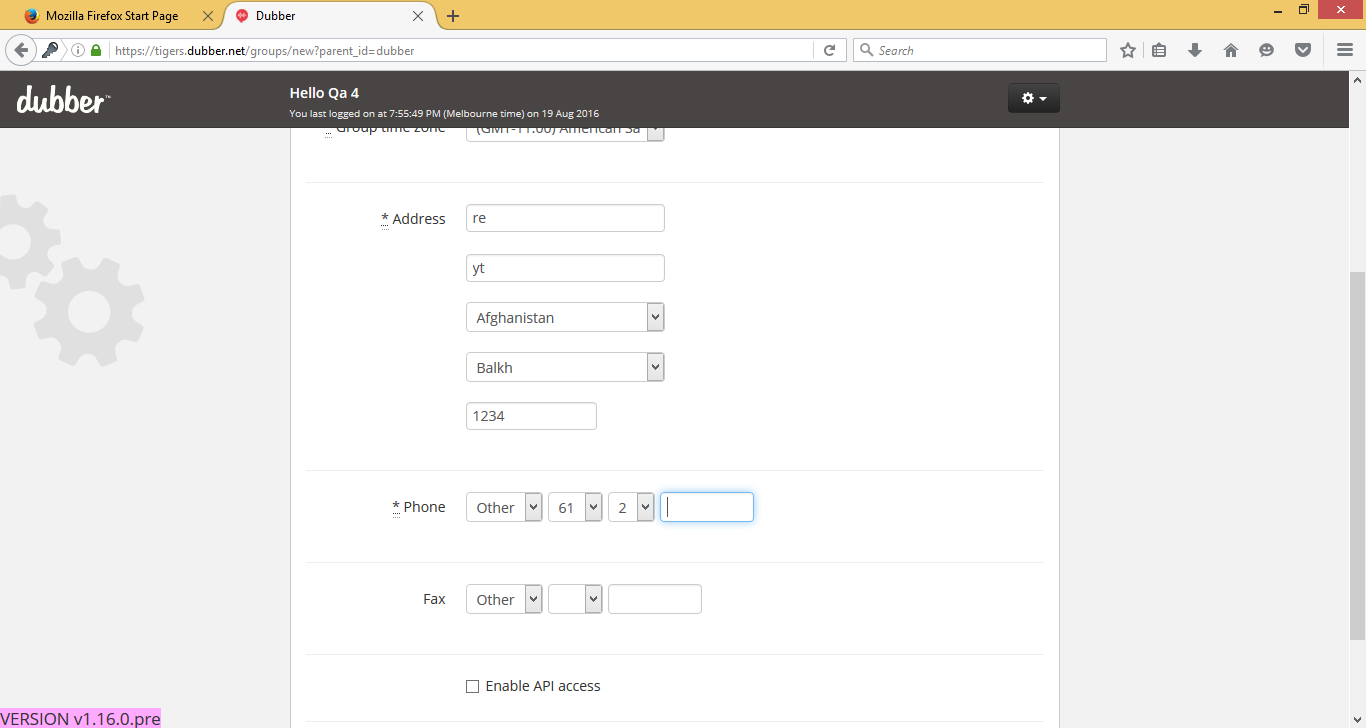 Mozilla Firefox Start Page
Dubber
https://tigers.dubber.net/groups/new?parent_id=dubber
Search
dubber™
Hello Qa 4
You last logged on at 7:55:49 PM (Melbourne time) on 19 Aug 2016
* Group time zone
(GMT-11:00) American Sa
* Address
re
yt
Afghanistan
Balkh
1234
* Phone
Other
61
2
Fax
Other
Enable API access
VERSION v1.16.0.pre